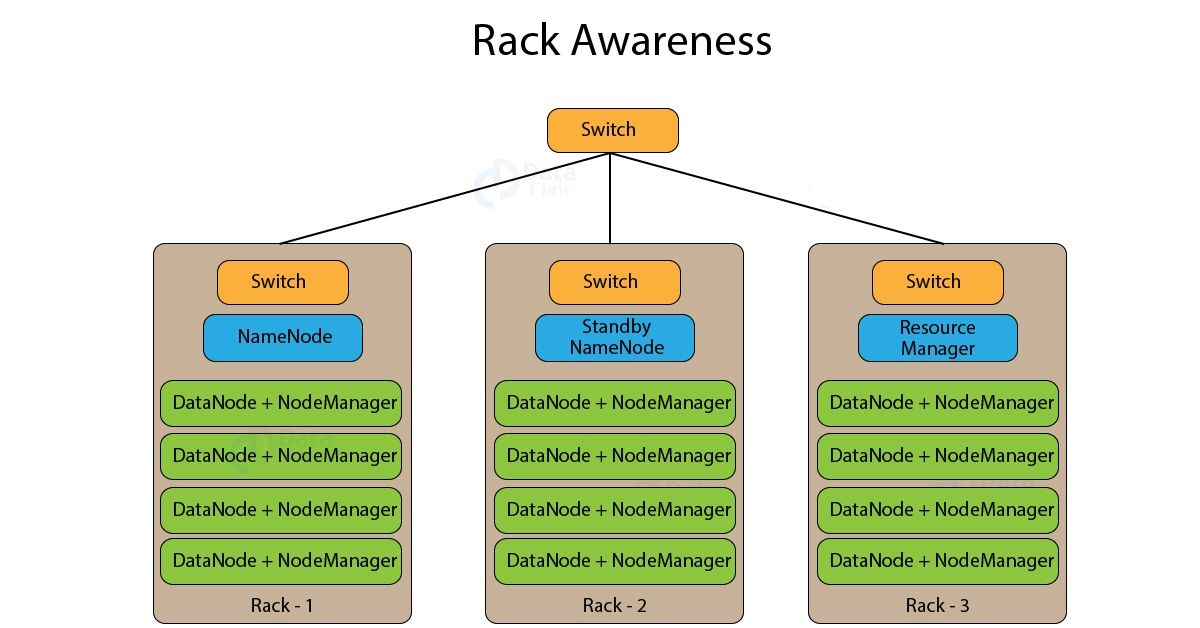 Rack Awareness
Switch
Data
Flair
Switch
NameNode
DataNode + NodeManager
DataNode + NodeManager
DataNode + NodeManager
DataNode + NodeManager
Rack - 1
Switch
Standby
NameNode
DataNode + NodeManager
DataNode + NodeManager
DataNode + NodeManager
DataNode + NodeManager
Rack - 2
Switch
Resource
Manager
DataNode + NodeManager
DataNode + NodeManager
DataNode + NodeManager
DataNode + NodeManager
Rack - 3